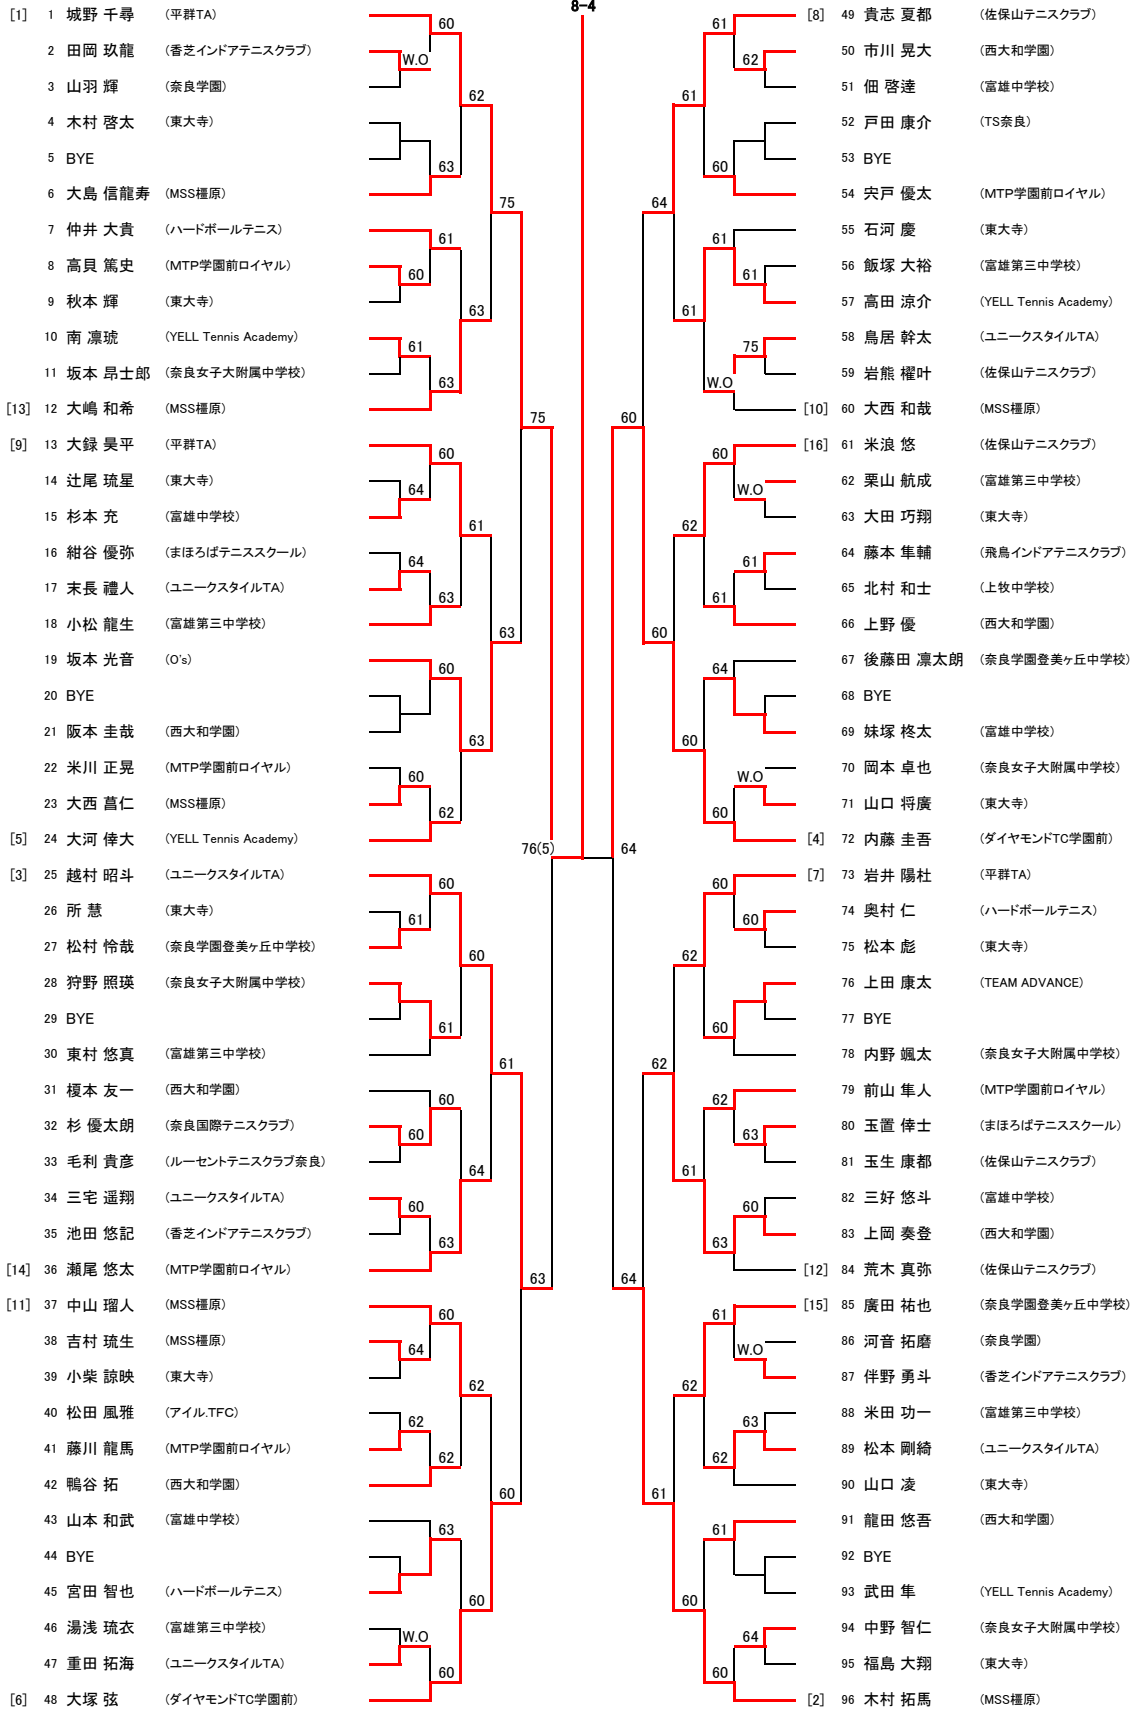 8-4
[1] 1 城野 千尋 (平群TA)
2 田岡 玖龍 (香芝インドアテニスクラブ)
3 山羽 輝 (奈良学園)
4 木村 啓太 (東大寺)
5 BYE
6 大島 信龍寿 (MSS橿原)
7 仲井 大貴 (ハードボールテニス)
8 高貝 篤史 (MTP学園前ロイヤル)
9 秋本 輝 (東大寺)
10 南 凛琥 (YELL Tennis Academy)
11 坂本 昂士郎 (奈良女子大附属中学校)
[13] 12 大嶋 和希 (MSS橿原)
[9] 13 大録 昊平 (平群TA)
14 辻尾 琉星 (東大寺)
15 杉本 充 (富雄中学校)
16 紺谷 優弥 (まほろばテニススクール)
17 末長 禮人 (ユニークスタイルTA)
18 小松 龍生 (富雄第三中学校)
19 坂本 光音 (O's)
20 BYE
21 阪本 圭哉 (西大和学園)
22 米川 正晃 (MTP学園前ロイヤル)
23 大西 菖仁 (MSS橿原)
[5] 24 大河 倖大 (YELL Tennis Academy)
[3] 25 越村 昭斗 (ユニークスタイルTA)
26 所 慧 (東大寺)
27 松村 怜哉 (奈良学園登美ヶ丘中学校)
28 狩野 照瑛 (奈良女子大附属中学校)
29 BYE
30 東村 悠真 (富雄第三中学校)
31 榎本 友一 (西大和学園)
32 杉 優太朗 (奈良国際テニスクラブ)
33 毛利 貴彦 (ルーセントテニスクラブ奈良)
34 三宅 遥翔 (ユニークスタイルTA)
35 池田 悠記 (香芝インドアテニスクラブ)
[14] 36 瀬尾 悠太 (MTP学園前ロイヤル)
[11] 37 中山 瑠人 (MSS橿原)
38 吉村 琉生 (MSS橿原)
39 小柴 諒映 (東大寺)
40 松田 風雅 (アイル.TFC)
41 藤川 龍馬 (MTP学園前ロイヤル)
42 鴨谷 拓 (西大和学園)
43 山本 和武 (富雄中学校)
44 BYE
45 宮田 智也 (ハードボールテニス)
46 湯浅 琉衣 (富雄第三中学校)
47 重田 拓海 (ユニークスタイルTA)
[6] 48 大塚 弦 (ダイヤモンドTC学園前)
60
W.O
62
63
75
61
60
63
61
63
75
60
64
61
64
63
63
60
63
60
62
76(5)
60
61
60
61
61
60
60
64
60
63
63
60
64
62
62
62
60
63
60
W.O
60
[8] 49 貴志 夏都 (佐保山テニスクラブ)
50 市川 晃大 (西大和学園)
51 佃 啓達 (富雄中学校)
52 戸田 康介 (TS奈良)
53 BYE
54 宍戸 優太 (MTP学園前ロイヤル)
55 石河 慶 (東大寺)
56 飯塚 大裕 (富雄第三中学校)
57 高田 涼介 (YELL Tennis Academy)
58 鳥居 幹太 (ユニークスタイルTA)
59 岩熊 櫂叶 (佐保山テニスクラブ)
[10] 60 大西 和哉 (MSS橿原)
[16] 61 米浪 悠 (佐保山テニスクラブ)
62 栗山 航成 (富雄第三中学校)
63 大田 巧翔 (東大寺)
64 藤本 隼輔 (飛鳥インドアテニスクラブ)
65 北村 和士 (上牧中学校)
66 上野 優 (西大和学園)
67 後藤田 凛太朗 (奈良学園登美ヶ丘中学校)
68 BYE
69 妹塚 柊太 (富雄中学校)
70 岡本 卓也 (奈良女子大附属中学校)
71 山口 将廣 (東大寺)
[4] 72 内藤 圭吾 (ダイヤモンドTC学園前)
[7] 73 岩井 陽杜 (平群TA)
74 奥村 仁 (ハードボールテニス)
75 松本 彪 (東大寺)
76 上田 康太 (TEAM ADVANCE)
77 BYE
78 内野 颯太 (奈良女子大附属中学校)
79 前山 隼人 (MTP学園前ロイヤル)
80 玉置 倖士 (まほろばテニススクール)
81 玉生 康都 (佐保山テニスクラブ)
82 三好 悠斗 (富雄中学校)
83 上岡 奏登 (西大和学園)
[12] 84 荒木 真弥 (佐保山テニスクラブ)
[15] 85 廣田 祐也 (奈良学園登美ヶ丘中学校)
86 河音 拓磨 (奈良学園)
87 伴野 勇斗 (香芝インドアテニスクラブ)
88 米田 功一 (富雄第三中学校)
89 松本 剛綺 (ユニークスタイルTA)
90 山口 凌 (東大寺)
91 龍田 悠吾 (西大和学園)
92 BYE
93 武田 隼 (YELL Tennis Academy)
94 中野 智仁 (奈良女子大附属中学校)
95 福島 大翔 (東大寺)
[2] 96 木村 拓馬 (MSS橿原)
61
62
61
60
64
61
61
61
75
W.O
60
60
W.O
62
61
61
60
64
60
W.O
60
64
60
60
62
60
62
62
63
61
60
63
64
61
W.O
62
63
62
61
61
60
64
60